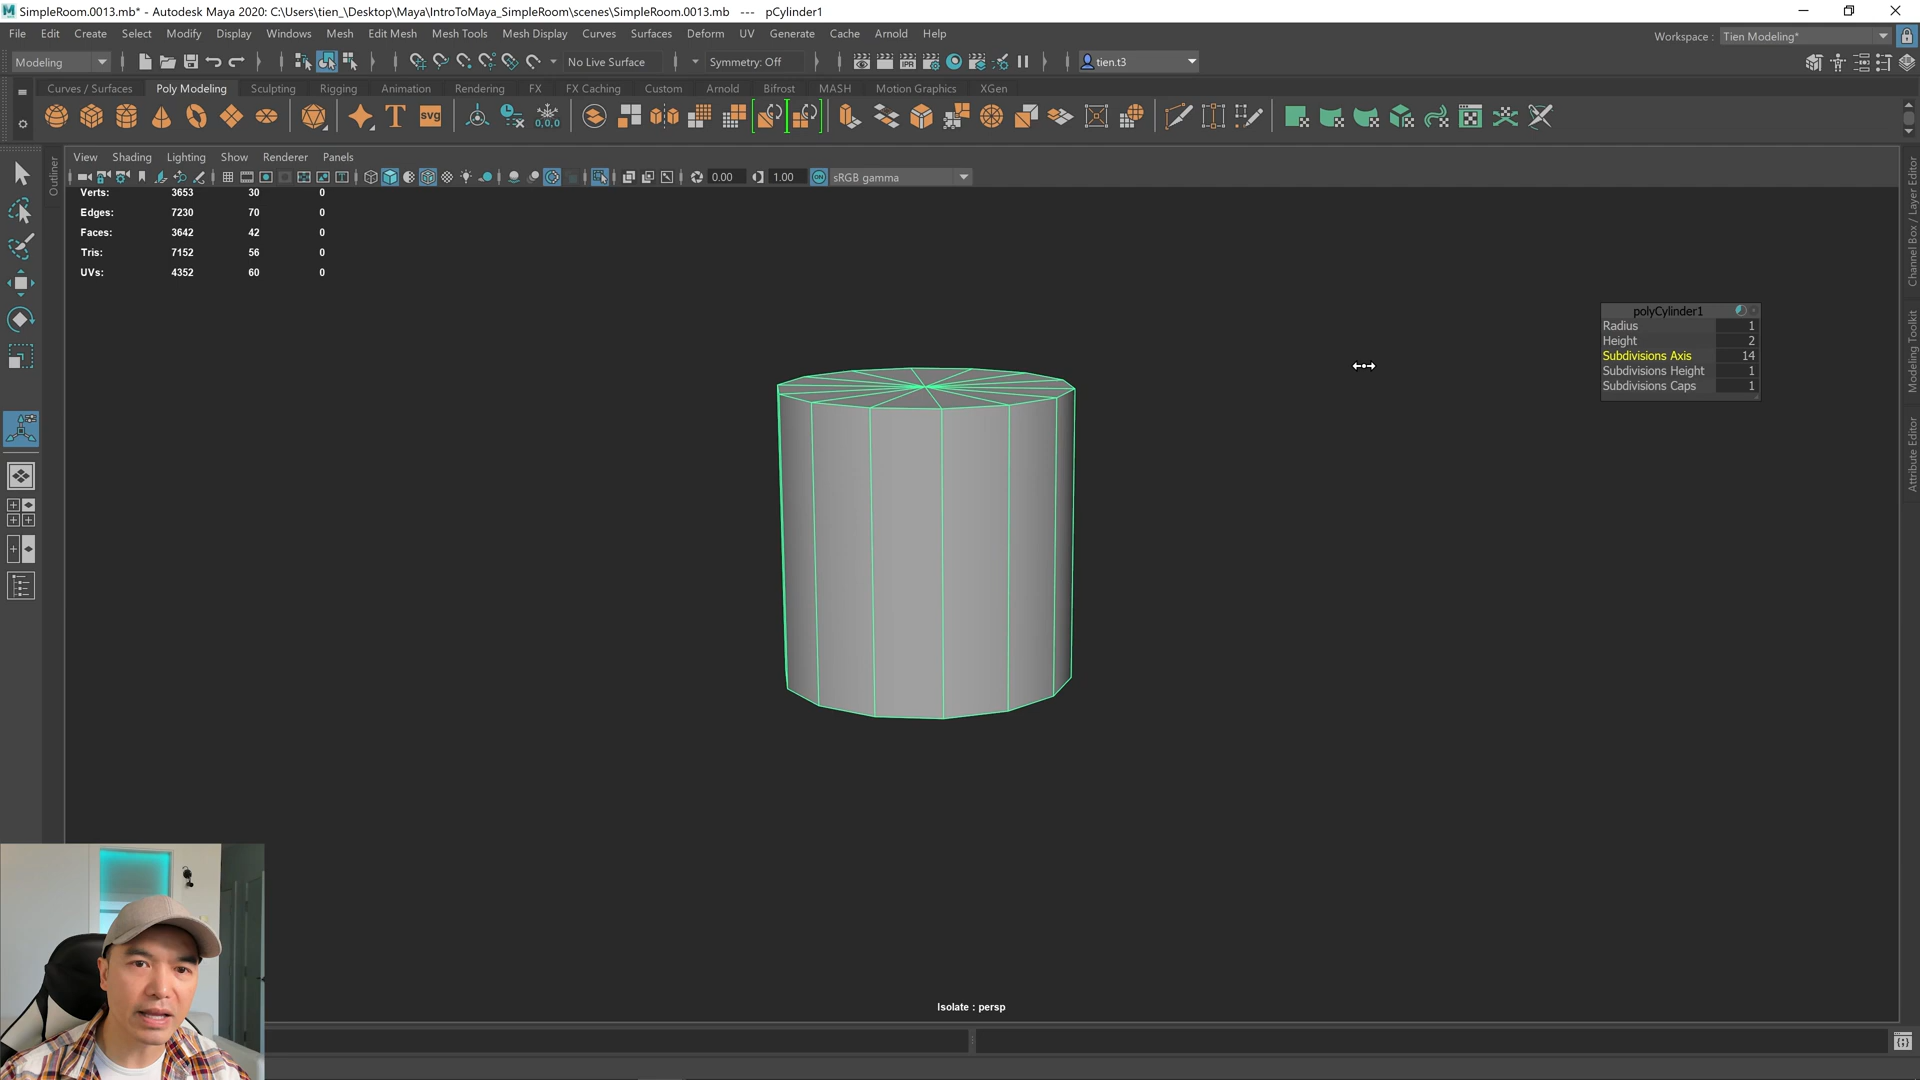 SimpleRoom.0013.mb* - Autodesk Maya 2020: C:\Users\tien_\Desktop\Maya\IntroToMaya_SimpleRoom\scenes\SimpleRoom.0013.mb --- pCylinder1
File Edit Create Select Modify Display Windows Mesh Edit Mesh Mesh Tools Mesh Display Curves Surfaces Deform UV Generate Cache Arnold Help
Workspace : Tien Modeling*
Modeling No Live Surface Symmetry: Off tien.t3
Curves / Surfaces Poly Modeling Sculpting Rigging Animation Rendering FX FX Caching Custom Arnold Bifrost MASH Motion Graphics XGen
T svg 0,0,0
View Shading Lighting Show Renderer Panels
IPR
0.00 1.00 ON sRGB gamma
Outliner
Verts: 3653 30 0
Edges: 7230 70 0
Faces: 3642 42 0
Tris: 7152 56 0
UVs: 4352 60 0
polyCylinder1
Radius 1
Height 2
Subdivisions Axis 14
Subdivisions Height 1
Subdivisions Caps 1
Channel Box / Layer Editor
Modeling Toolkit
Attribute Editor
Isolate : persp